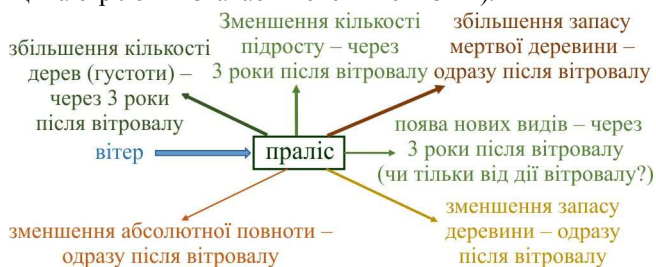 збільшення кількості
дерев (густоти) –
через 3 роки
після вітровалу
Зменшення кількості
підросту – через
3 роки після вітровалу
збільшення запасу
мертвої деревини –
одразу після вітровалу
вітер
праліс
поява нових видів – через
3 роки після вітровалу
(чи тільки від дії вітровалу?)
зменшення абсолютної повноти –
одразу після вітровалу
зменшення запасу
деревини – одразу
після вітровалу